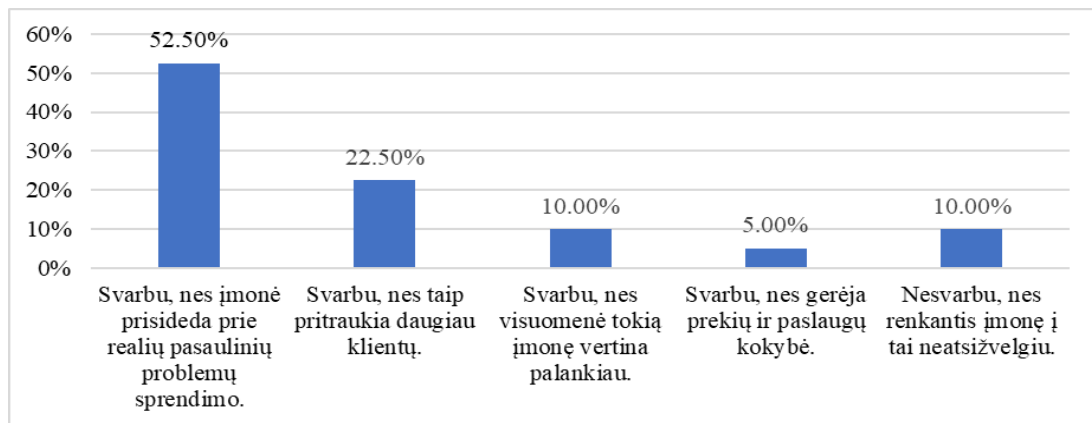 60%
52.50%
50%
40%
30%
22.50%
20%
10.00%
10.00%
10%
5.00%
0%
Svarbu, nes įmonė
prisideda prie
realių pasaulinių
problemų
sprendimo.
Svarbu, nes taip
pritraukia daugiau
klientų.
Svarbu, nes
visuomenė tokią
įmonę vertina
palankiau.
Svarbu, nes gerėja
prekių ir paslaugų
kokybė.
Nesvarbu, nes
renkantis įmonę į
tai neatsižvelgiu.